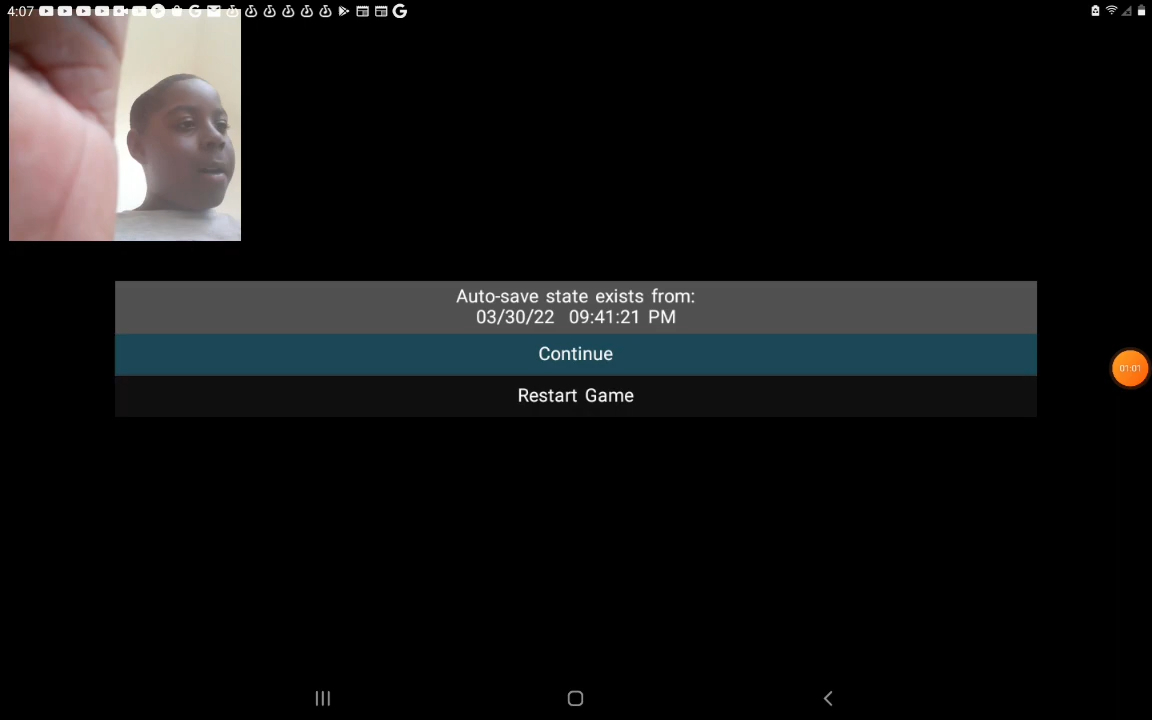 4:07
Auto-save state exists from:
03/30/22 09:41:21 PM
Continue
Restart Game
01:01